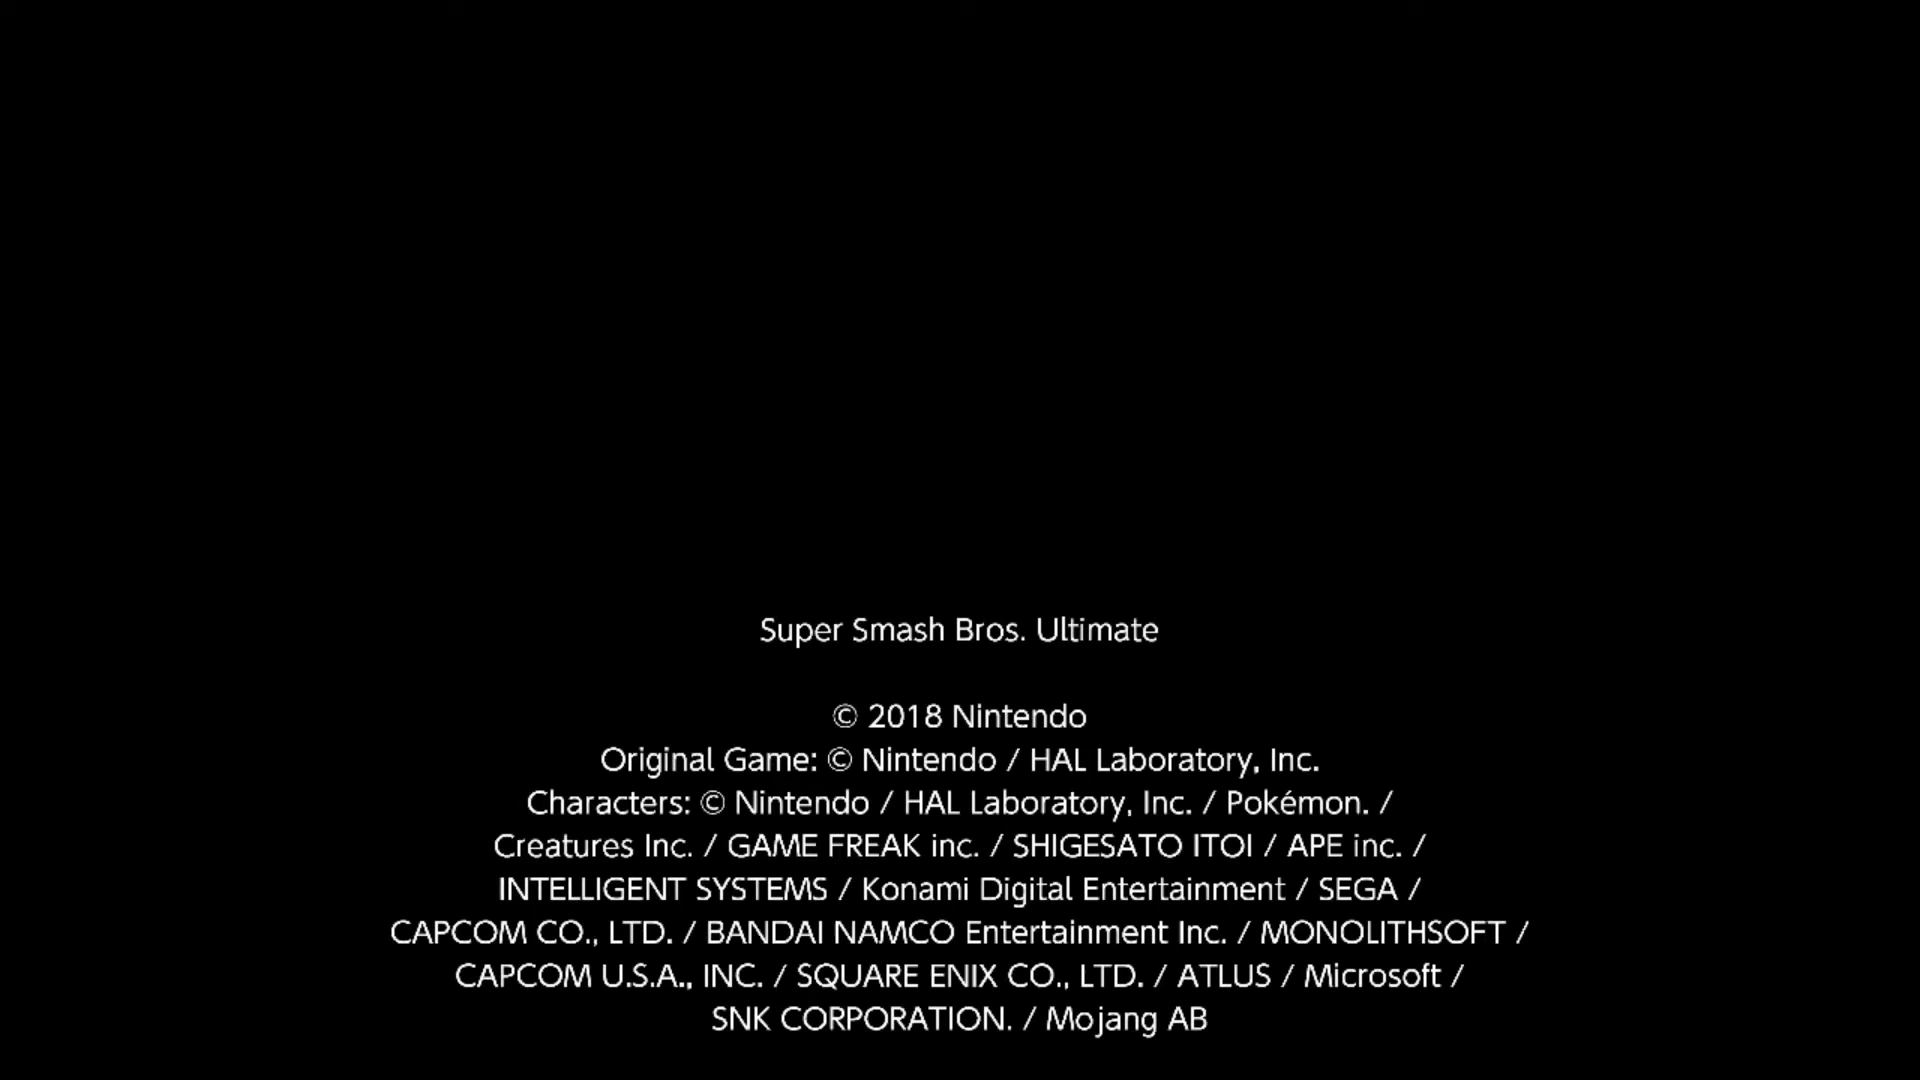 Super Smash Bros. Ultimate
© 2018 Nintendo
Original Game: © Nintendo / HAL Laboratory, Inc.
Characters: © Nintendo / HAL Laboratory, Inc. / Pokémon. /
Creatures Inc. / GAME FREAK inc. / SHIGESATO ITOI / APE inc. /
INTELLIGENT SYSTEMS / Konami Digital Entertainment / SEGA /
CAPCOM CO., LTD. / BANDAI NAMCO Entertainment Inc. / MONOLITHSOFT /
CAPCOM U.S.A., INC. / SQUARE ENIX CO., LTD. / ATLUS / Microsoft /
SNK CORPORATION. / Mojang AB